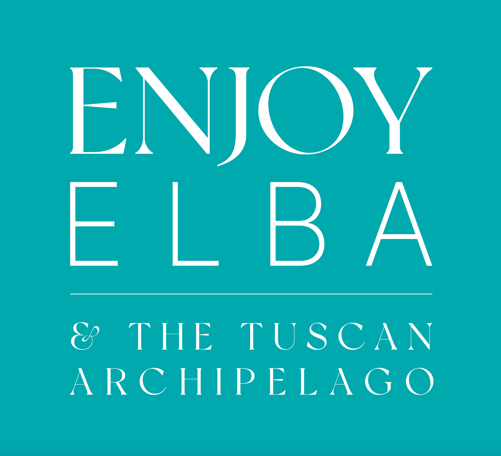 ENJOY
ELBA
& THE TUSCAN
ARCHIPELAGO